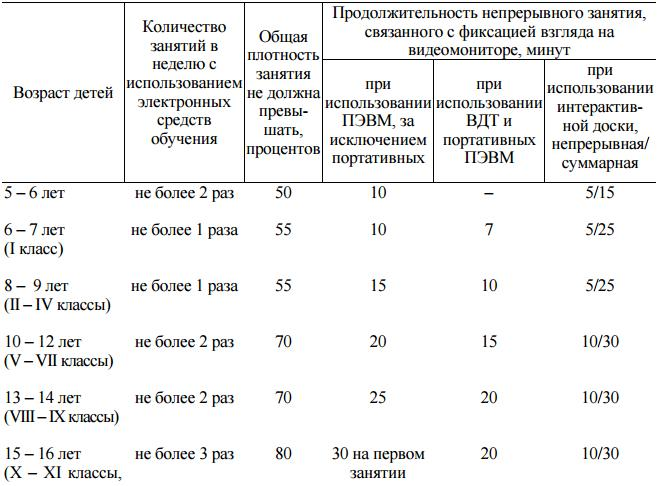 Возраст детей
Количество
занятий в
неделю с
использованием
электронных
средств
обучения
Общая
плотность
занятия
не должна
превы-
шать,
процентов
Продолжительность непрерывного занятия,
связанного с фиксацией взгляда на
видеомониторе, минут
при
использовании
ПЭВМ, за
исключением
портативных
при
использовании
ВДТ и
портативных
ПЭВМ
при
использовании
интерактив-
ной доски,
непрерывная/
суммарная
5 – 6 лет не более 2 раз 50 10 – 5/15
6 – 7 лет не более 1 раза 55 10 7 5/25
(I класс)
8 – 9 лет не более 1 раза 55 15 10 5/25
(II – IV классы)
10 – 12 лет не более 2 раз 70 20 15 10/30
(V – VII классы)
13 – 14 лет не более 2 раз 70 25 20 10/30
(VIII – IX классы)
15 – 16 лет не более 3 раз 80 30 на первом 20 10/30
(X – XI классы, занятии